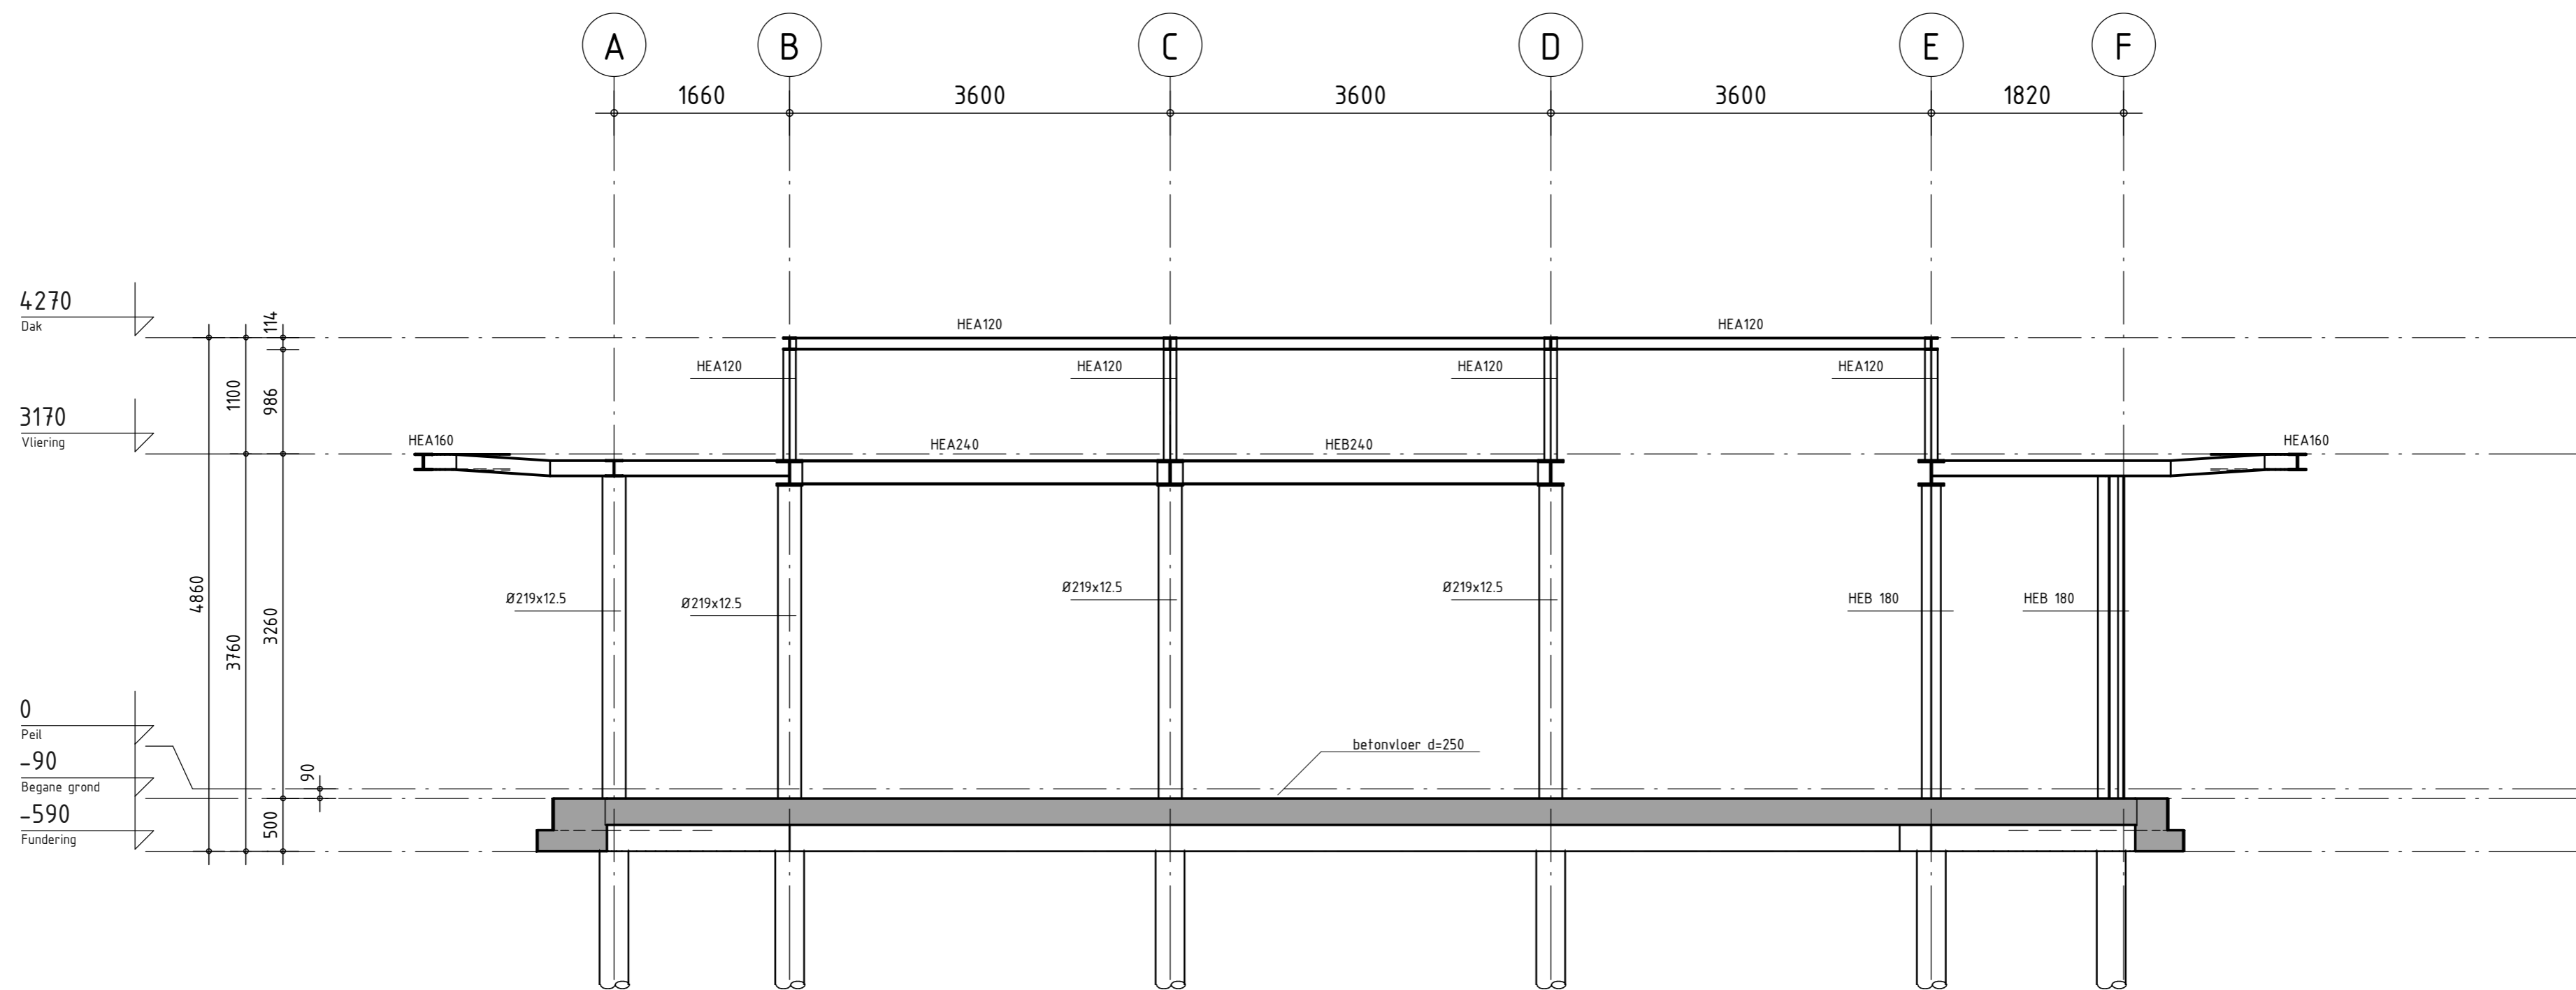 A B C D E F
1660 3600 3600 3600 1820
4270
Dak
114
HEA120 HEA120
HEA120 HEA120 HEA120 HEA120
1100
986
3170
Vliering
HEA160 HEA240 HEB240 HEA160
4860
3760
3260
Ø219x12.5 Ø219x12.5 Ø219x12.5 Ø219x12.5 HEB 180 HEB 180
0
Peil
betonvloer d=250
-90
Begane grond
90
-590
Fundering
500